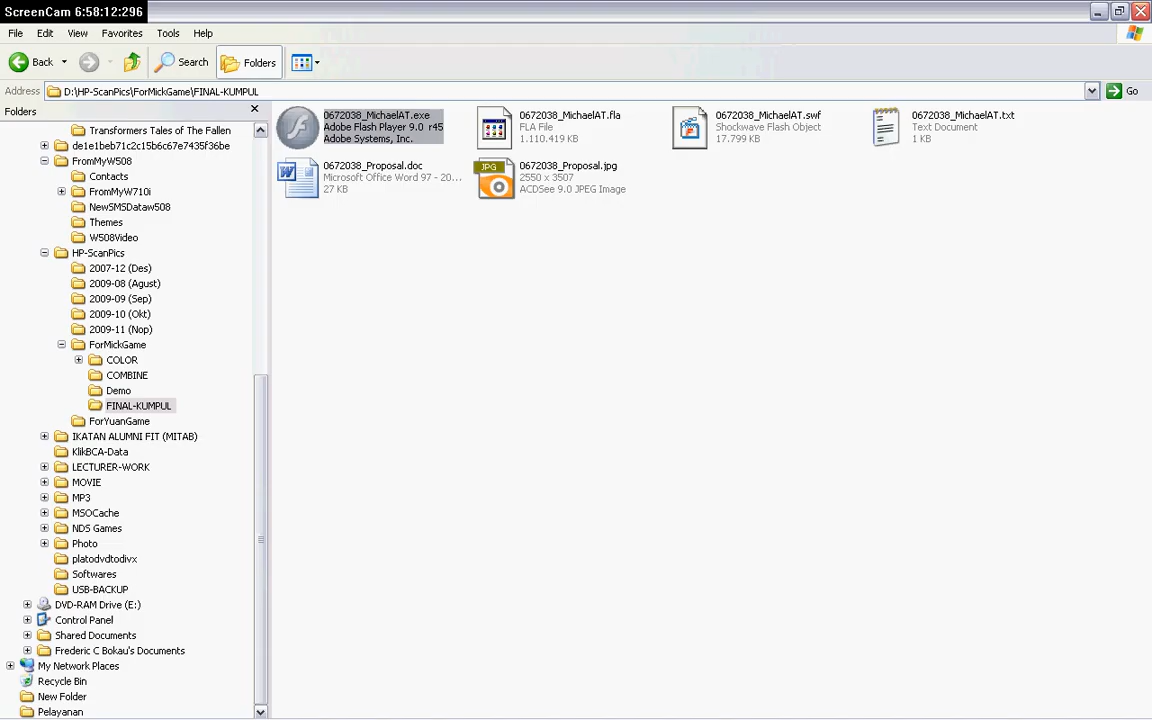 ScreenCam 6:58:12:296
File Edit View Favorites Tools Help
Back Search Folders
Address D:\HP-ScanPics\ForMickGame\FINAL-KUMPUL Go
Folders
Transformers Tales of The Fallen
de1e1beb71c2c15b6c67e7435f36be
FromMyW508
Contacts
FromMyW710i
NewSMSDataw508
Themes
W508Video
HP-ScanPics
2007-12 (Des)
2009-08 (Agust)
2009-09 (Sep)
2009-10 (Okt)
2009-11 (Nop)
ForMickGame
COLOR
COMBINE
Demo
FINAL-KUMPUL
ForYuanGame
IKATAN ALUMNI FIT (MITAB)
KlikBCA-Data
LECTURER-WORK
MOVIE
MP3
MSOCache
NDS Games
Photo
platodvdtodivx
Softwares
USB-BACKUP
DVD-RAM Drive (E:)
Control Panel
Shared Documents
Frederic C Bokau's Documents
My Network Places
Recycle Bin
New Folder
Pelayanan
0672038_MichaelAT.exe
Adobe Flash Player 9.0 r45
Adobe Systems, Inc.
0672038_MichaelAT.fla
FLA File
1.110.419 KB
0672038_MichaelAT.swf
Shockwave Flash Object
17.799 KB
0672038_MichaelAT.txt
Text Document
1 KB
0672038_Proposal.doc
Microsoft Office Word 97 - 20...
27 KB
JPG
0672038_Proposal.jpg
2550 x 3507
ACDSee 9.0 JPEG Image